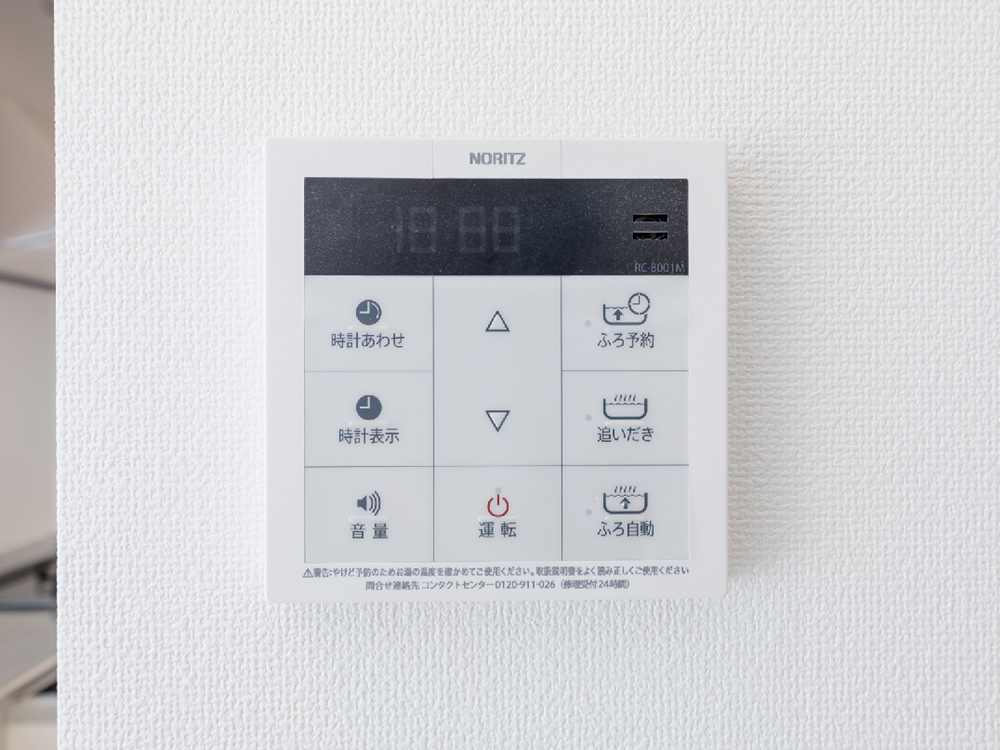 NORITZ
RC-B001M
時計あわせ
ふろ予約
時計表示
追いだき
音量
運転
ふろ自動
⚠警告:やけど予防のためお湯の温度を確かめてご使用ください。取扱説明書をよく読み正しくご使用ください
問合せ連絡先 コンタクトセンター0120-911-026(修理受付24時間)